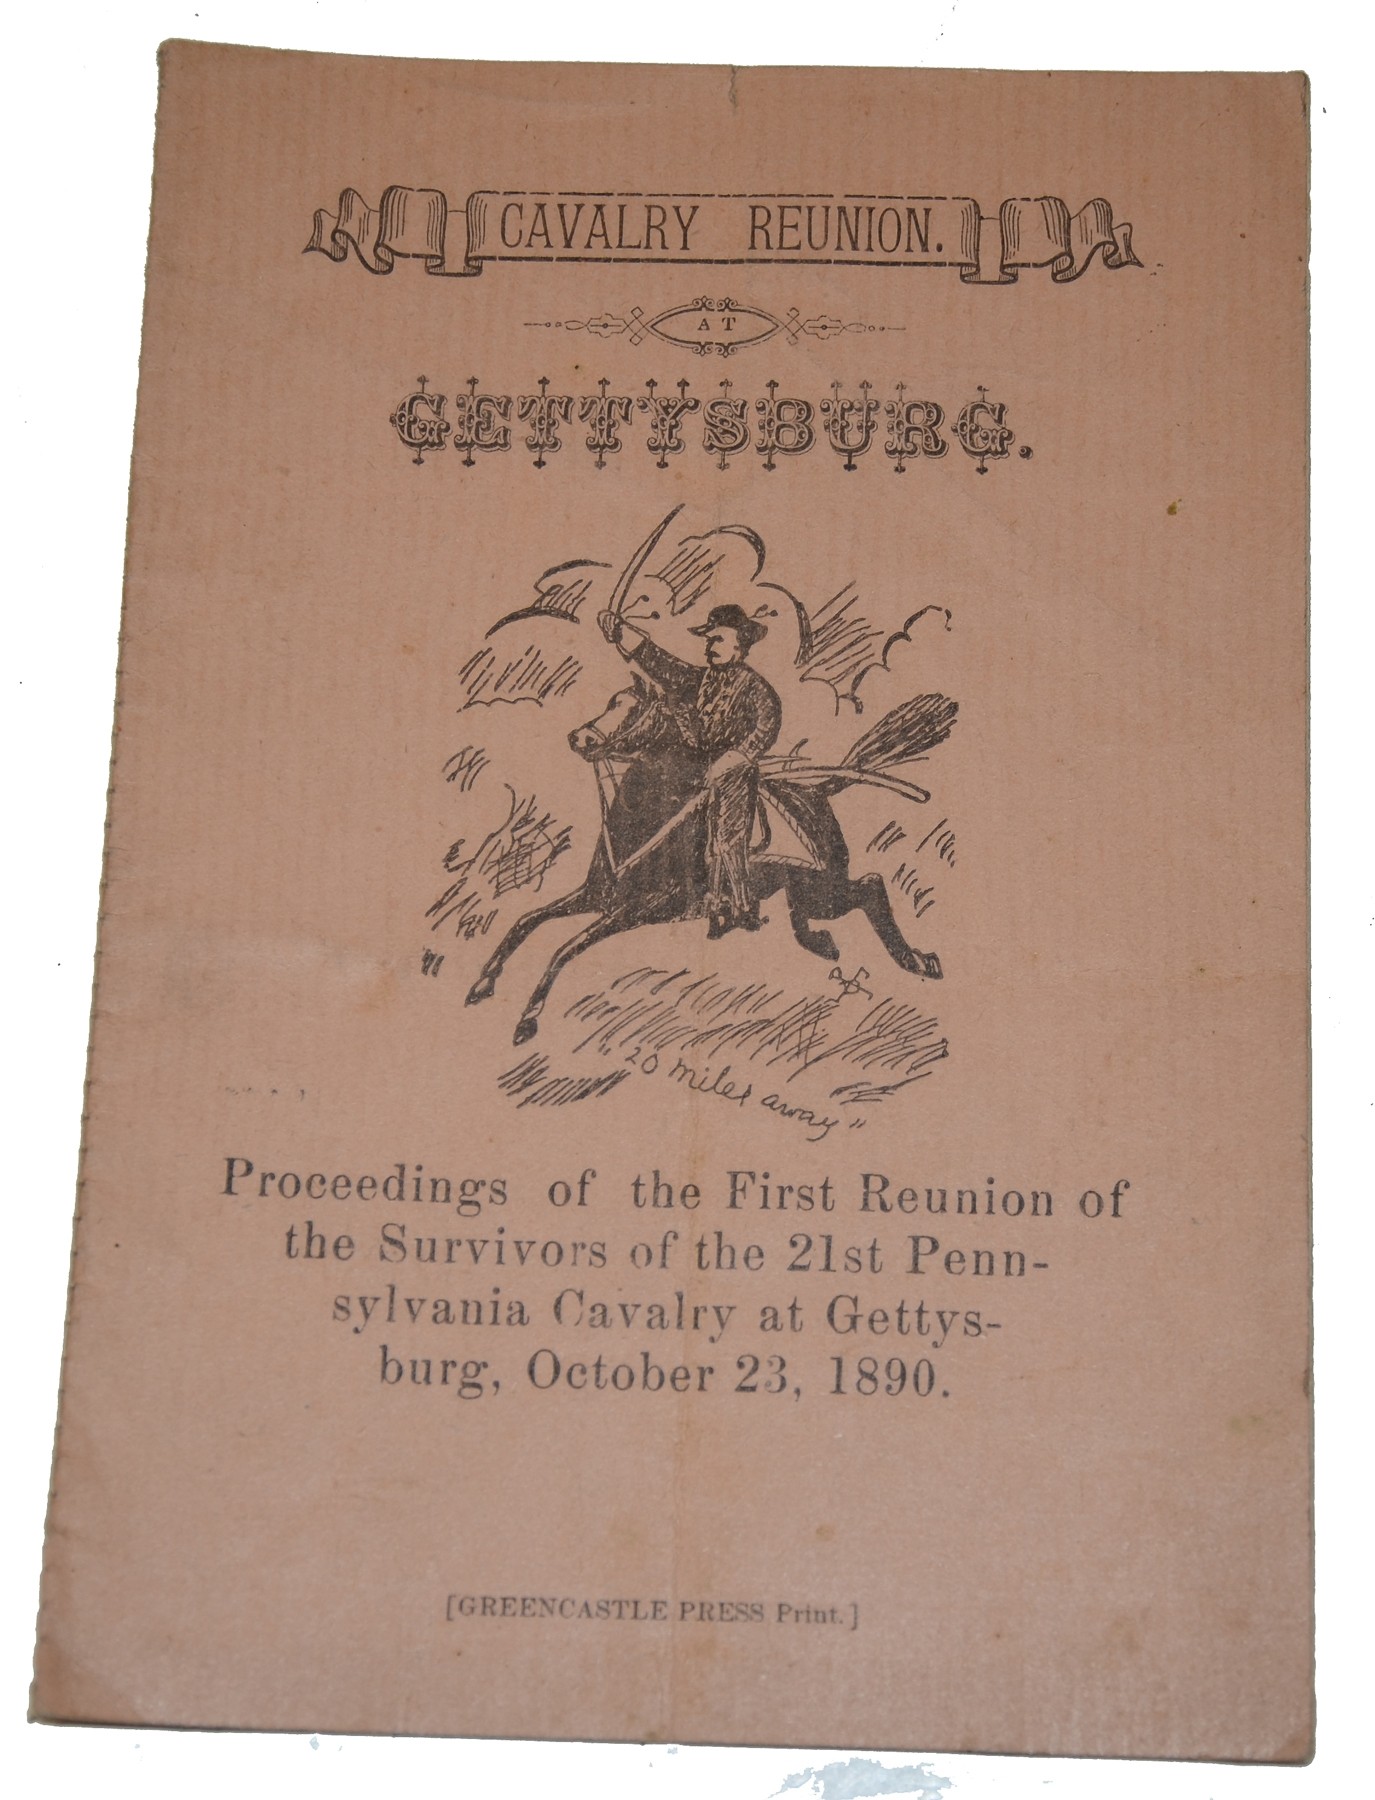 CAVALRY REUNION.
AT
GETTYSBURG.
"20 miles away"
Proceedings of the First Reunion of
the Survivors of the 21st Penn-
sylvania Cavalry at Gettys-
burg, October 23, 1890.
[GREENCASTLE PRESS Print.]